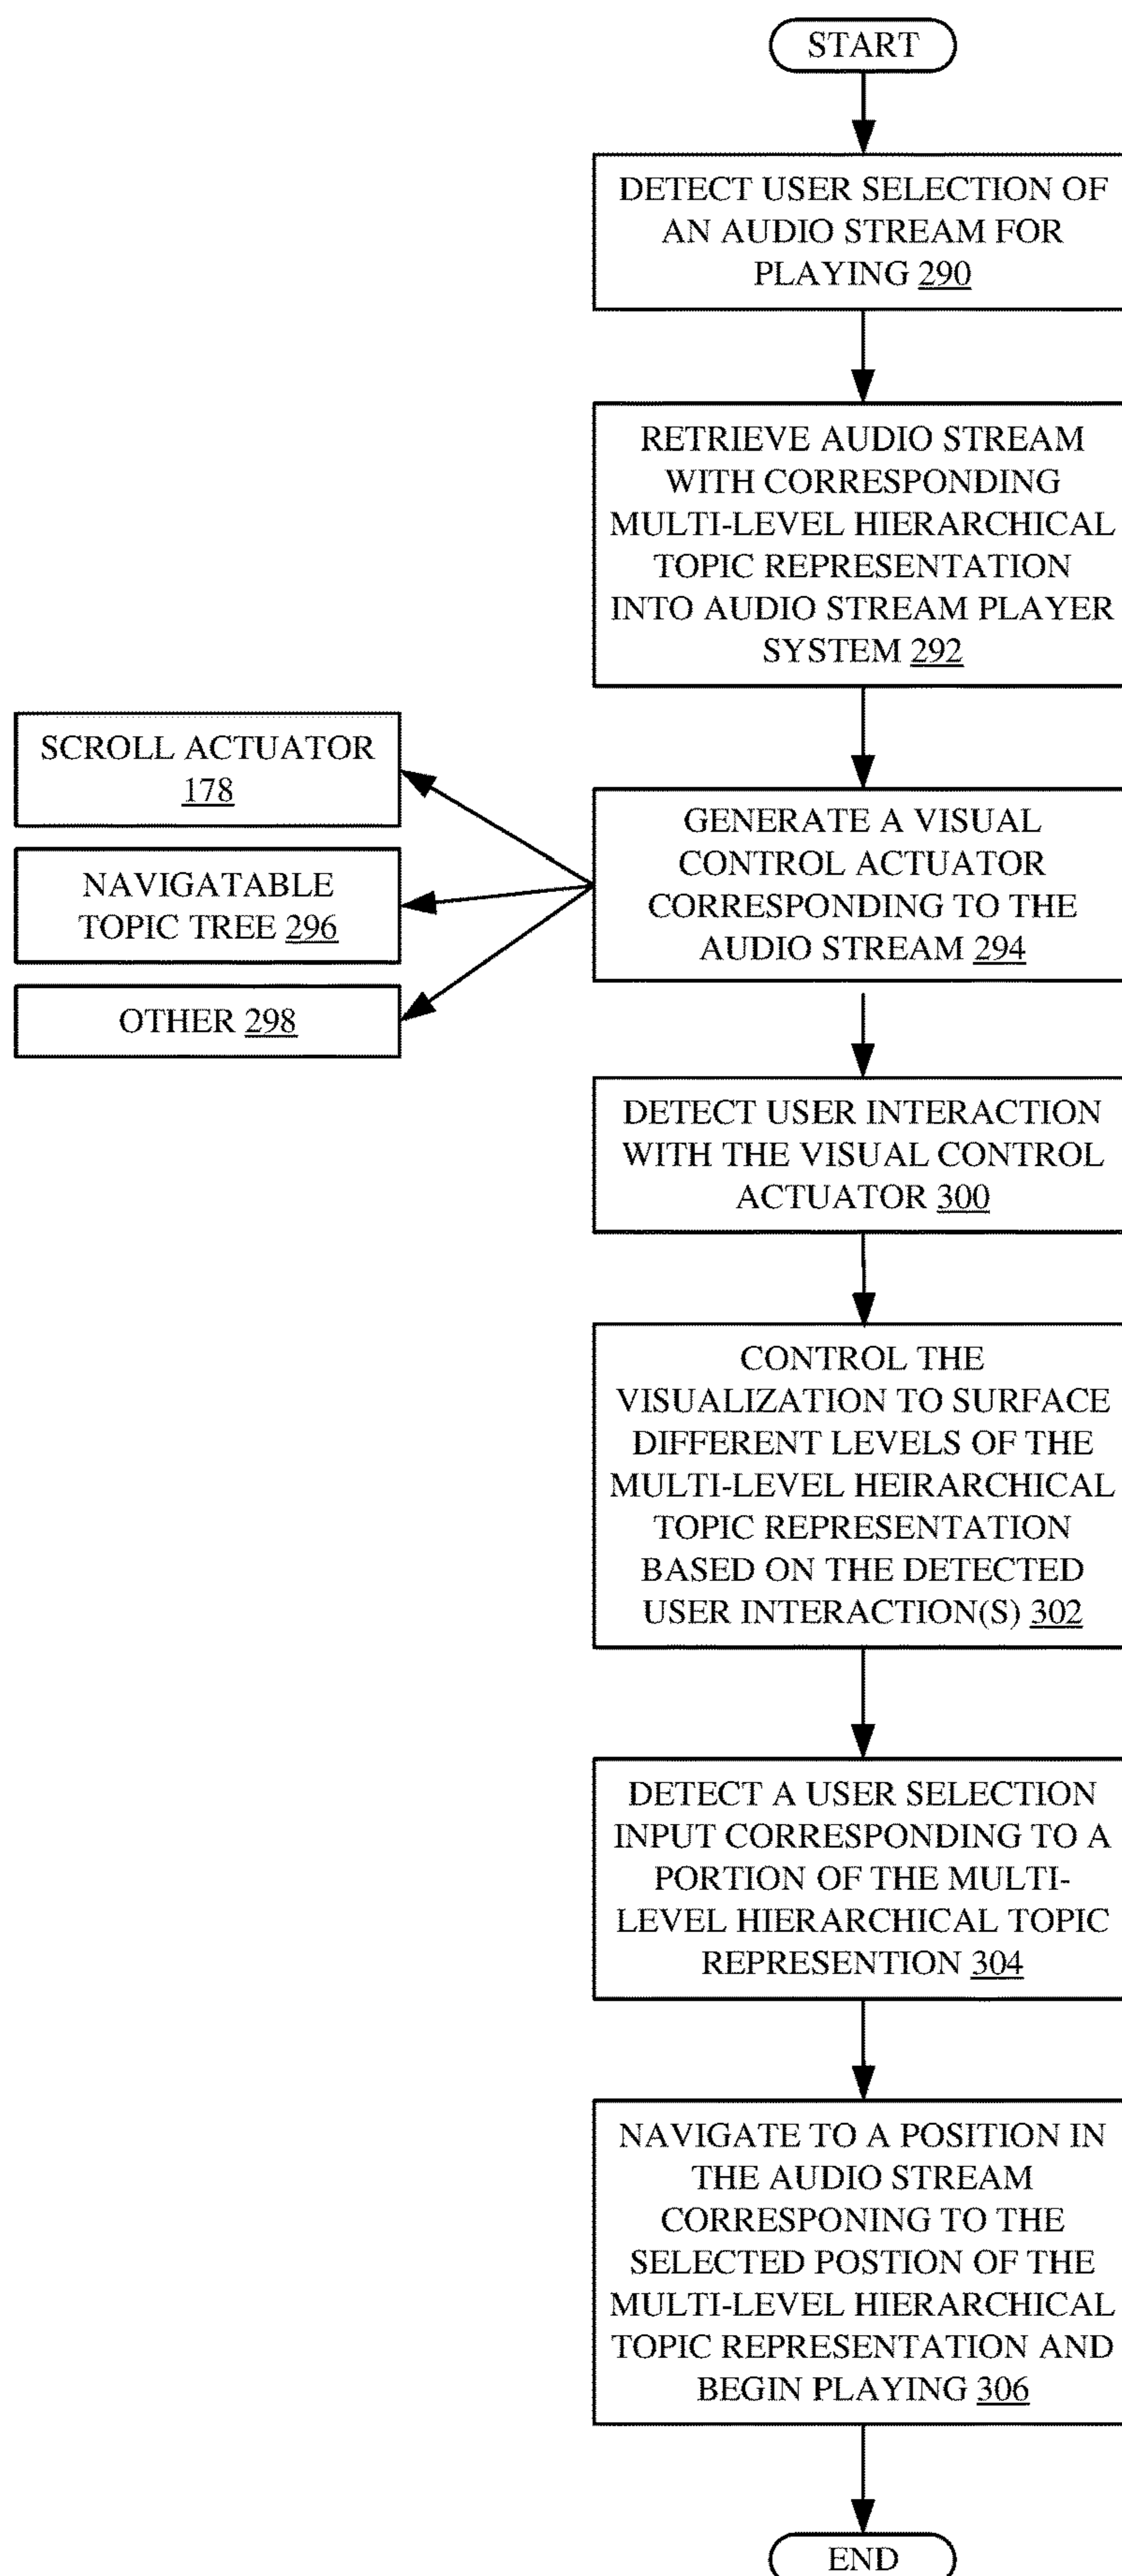 START
DETECT USER SELECTION OF
AN AUDIO STREAM FOR
PLAYING 290
RETRIEVE AUDIO STREAM
WITH CORRESPONDING
MULTI-LEVEL HIERARCHICAL
TOPIC REPRESENTATION
INTO AUDIO STREAM PLAYER
SYSTEM 292
GENERATE A VISUAL
CONTROL ACTUATOR
CORRESPONDING TO THE
AUDIO STREAM 294
SCROLL ACTUATOR
178
NAVIGATABLE
TOPIC TREE 296
OTHER 298
DETECT USER INTERACTION
WITH THE VISUAL CONTROL
ACTUATOR 300
CONTROL THE
VISUALIZATION TO SURFACE
DIFFERENT LEVELS OF THE
MULTI-LEVEL HEIRARCHICAL
TOPIC REPRESENTATION
BASED ON THE DETECTED
USER INTERACTION(S) 302
DETECT A USER SELECTION
INPUT CORRESPONDING TO A
PORTION OF THE MULTI-
LEVEL HIERARCHICAL TOPIC
REPRESENTION 304
NAVIGATE TO A POSITION IN
THE AUDIO STREAM
CORRESPONING TO THE
SELECTED POSTION OF THE
MULTI-LEVEL HIERARCHICAL
TOPIC REPRESENTATION AND
BEGIN PLAYING 306
END